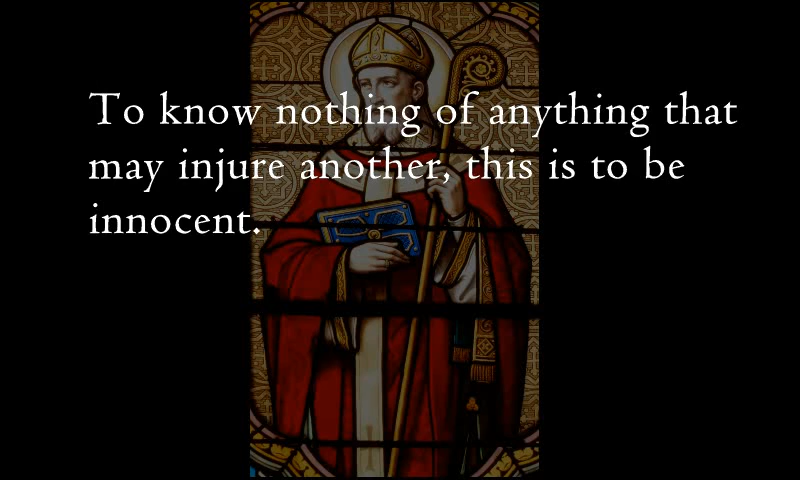 To know nothing of anything that
may injure another, this is to be
innocent.